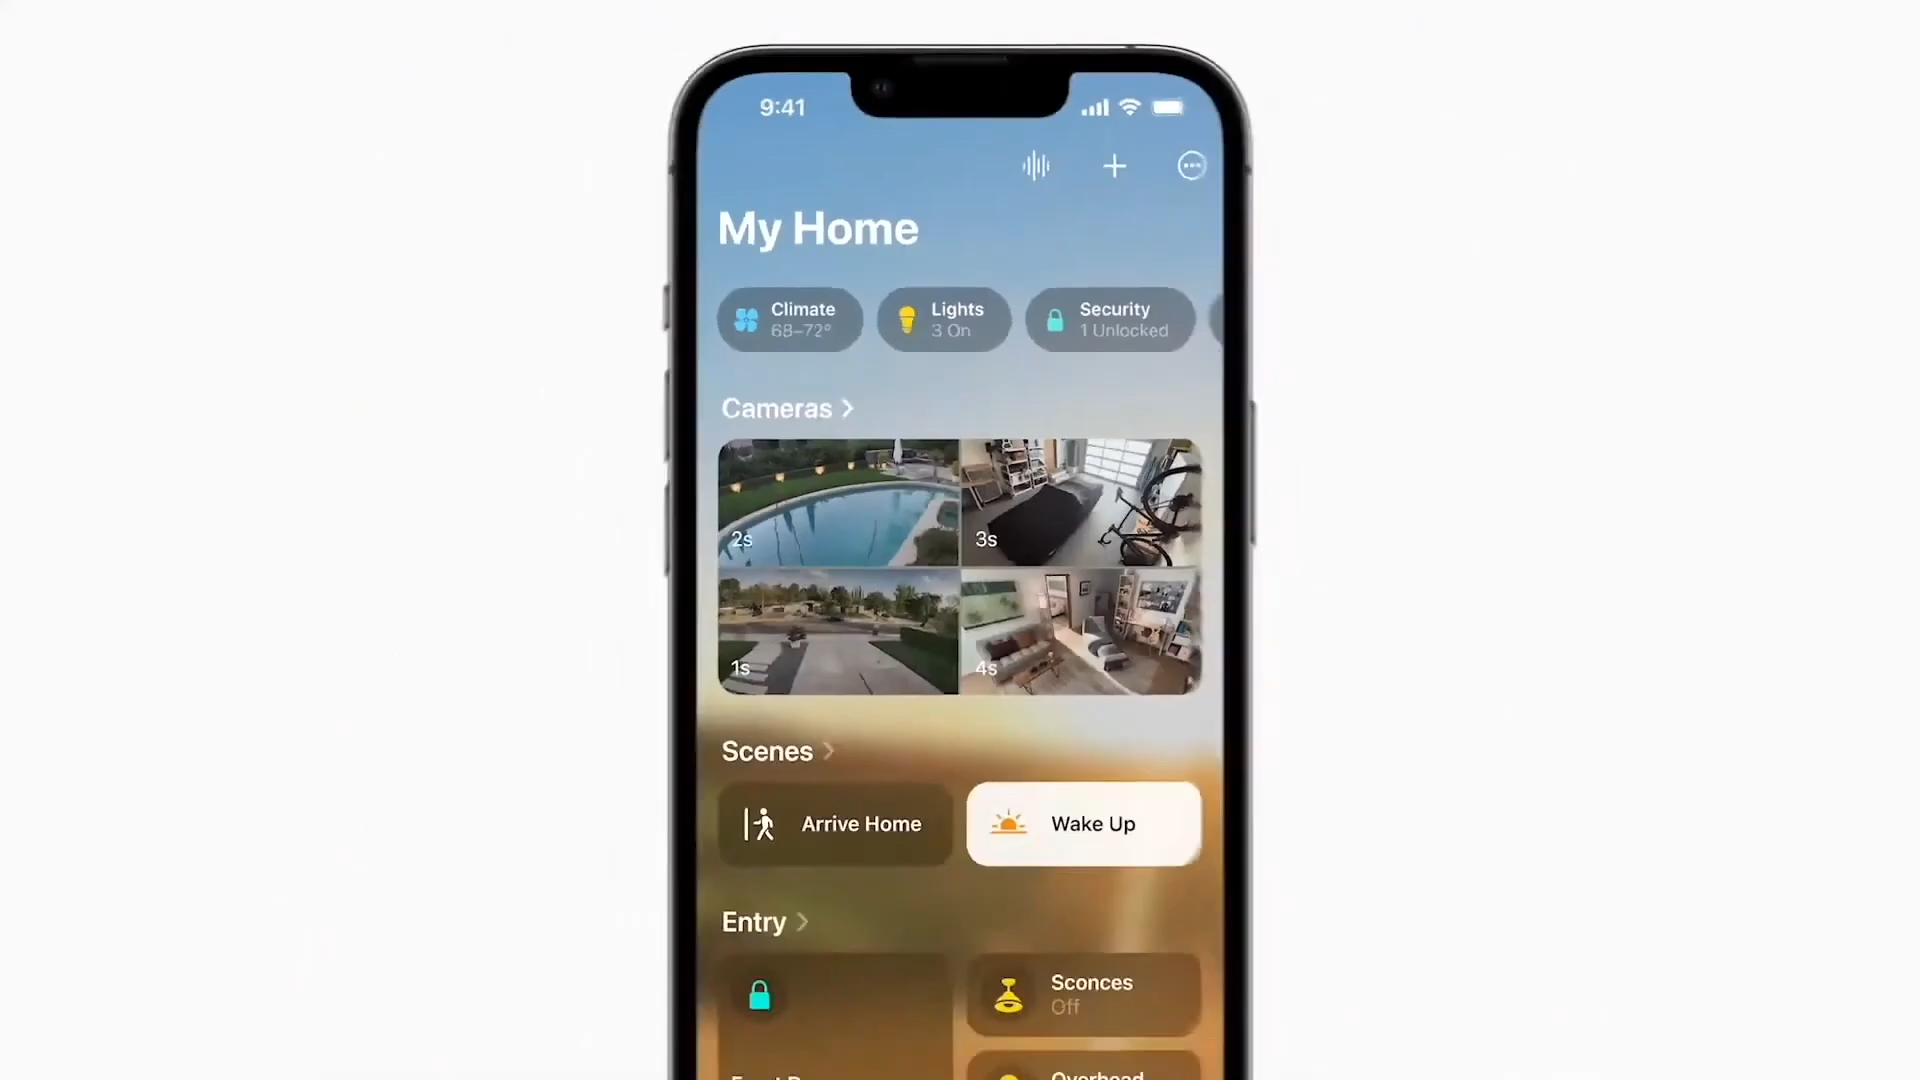 9:41
My Home
Climate
68–72°
Lights
3 On
Security
1 Unlocked
Cameras
2s
3s
1s
4s
Scenes
Arrive Home
Wake Up
Entry
Sconces
Off
Overhead